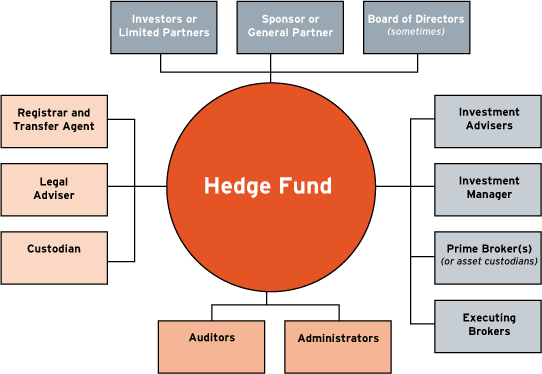 Investors or
Limited Partners
Sponsor or
General Partner
Board of Directors
(sometimes)
Registrar and
Transfer Agent
Legal
Adviser
Custodian
Hedge Fund
Investment
Advisers
Investment
Manager
Prime Broker(s)
(or asset custodians)
Executing
Brokers
Auditors
Administrators